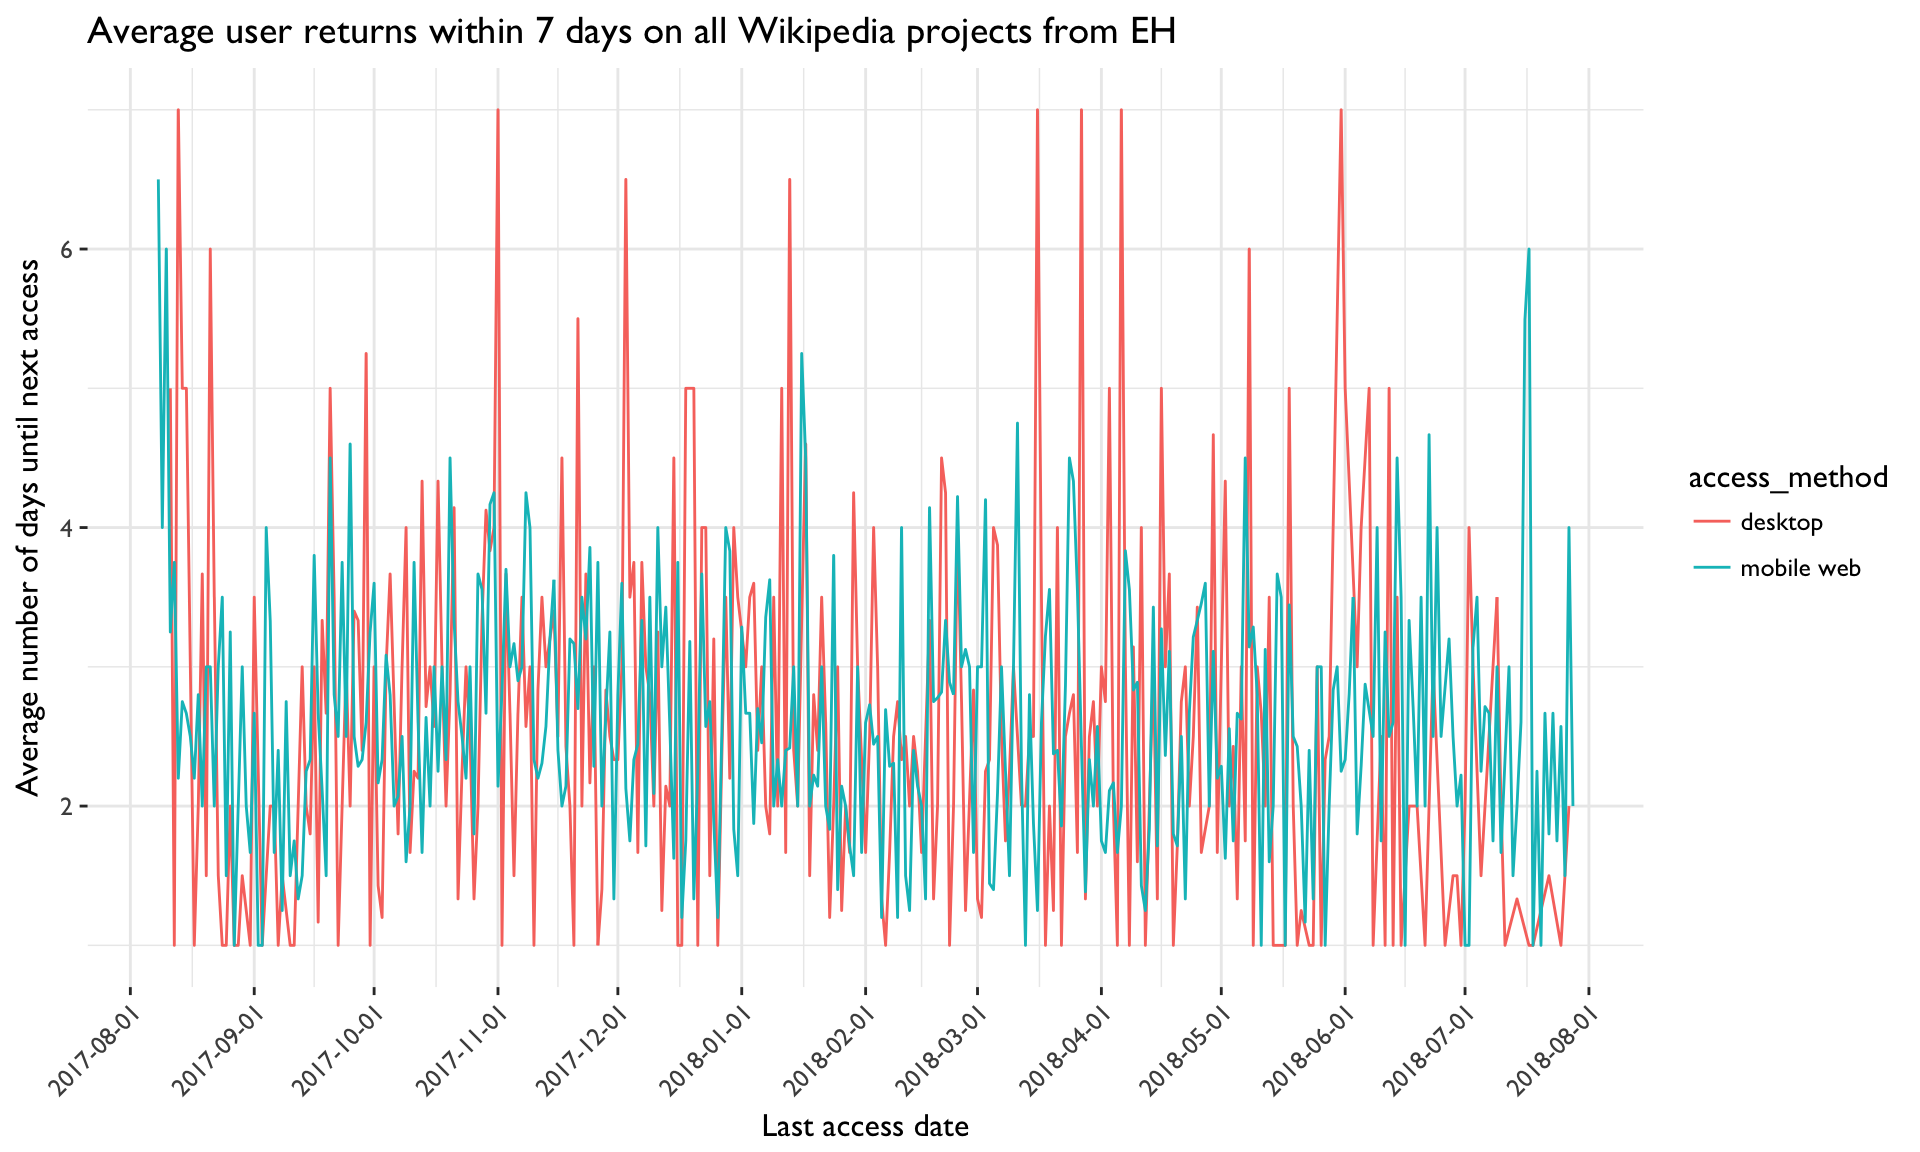 Average user returns within 7 days on all Wikipedia projects from EH
Average number of days until next access
6
4
2
2017-08-01
2017-09-01
2017-10-01
2017-11-01
2017-12-01
2018-01-01
2018-02-01
2018-03-01
2018-04-01
2018-05-01
2018-06-01
2018-07-01
2018-08-01
Last access date
access_method
desktop
mobile web